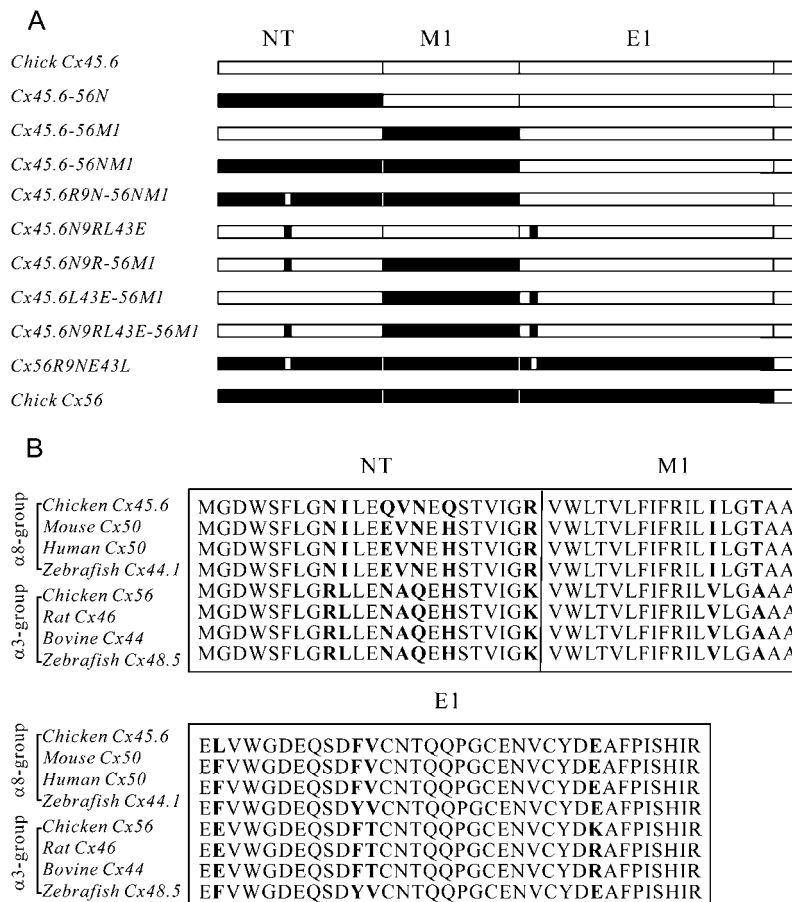 A
NT M1 E1
Chick Cx45.6
Cx45.6-56N
Cx45.6-56M1
Cx45.6-56NM1
Cx45.6R9N-56NM1
Cx45.6N9RL43E
Cx45.6N9R-56M1
Cx45.6L43E-56M1
Cx45.6N9RL43E-56M1
Cx56R9NE43L
Chick Cx56
B
NT M1
α8-group
Chicken Cx45.6 MGDWSFLGNILEQVNEQSTVIGR VWLTVLFIFRILILGTAA
Mouse Cx50 MGDWSFLGNILEEVNEHSTVIGR VWLTVLFIFRILILGTAA
Human Cx50 MGDWSFLGNILEEVNEHSTVIGR VWLTVLFIFRILILGTAA
Zebrafish Cx44.1 MGDWSFLGNILEEVNEHSTVIGR VWLTVLFIFRILILGTAA
α3-group
Chicken Cx56 MGDWSFLGRLLENAQEHSTVIGK VWLTVLFIFRILVLGAAA
Rat Cx46 MGDWSFLGRLLENAQEHSTVIGK VWLTVLFIFRILVLGAAA
Bovine Cx44 MGDWSFLGRLLENAQEHSTVIGK VWLTVLFIFRILVLGAAA
Zebrafish Cx48.5 MGDWSFLGRLLENAQEHSTVIGK VWLTVLFIFRILVLGAAA
E1
α8-group
Chicken Cx45.6 ELVWGDEQSDFVCNTQQPGCENVCYDEAFPISHIR
Mouse Cx50 EFVWGDEQSDFVCNTQQPGCENVCYDEAFPISHIR
Human Cx50 EFVWGDEQSDFVCNTQQPGCENVCYDEAFPISHIR
Zebrafish Cx44.1 EFVWGDEQSDYVCNTQQPGCENVCYDEAFPISHIR
α3-group
Chicken Cx56 EEVWGDEQSDFTCNTQQPGCENVCYDKAFPISHIR
Rat Cx46 EEVWGDEQSDFTCNTQQPGCENVCYDRAFPISHIR
Bovine Cx44 EEVWGDEQSDFTCNTQQPGCENVCYDRAFPISHIR
Zebrafish Cx48.5 EFVWGDEQSDYVCNTQQPGCENVCYDEAFPISHIR